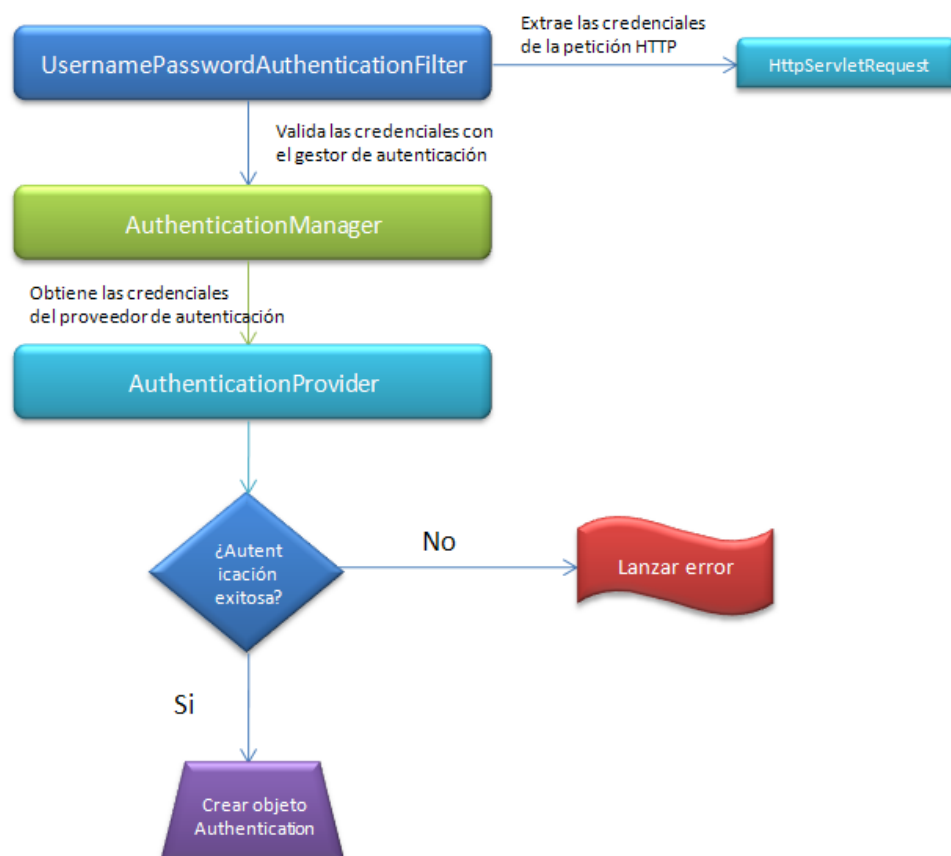 Extrae las credenciales
de la petición HTTP
UsernamePasswordAuthenticationFilter
HttpServletRequest
Valida las credenciales con
el gestor de autenticación
AuthenticationManager
Obtiene las credenciales
del proveedor de autenticación
AuthenticationProvider
¿Autent
icación
exitosa?
No
Lanzar error
Si
Crear objeto
Authentication